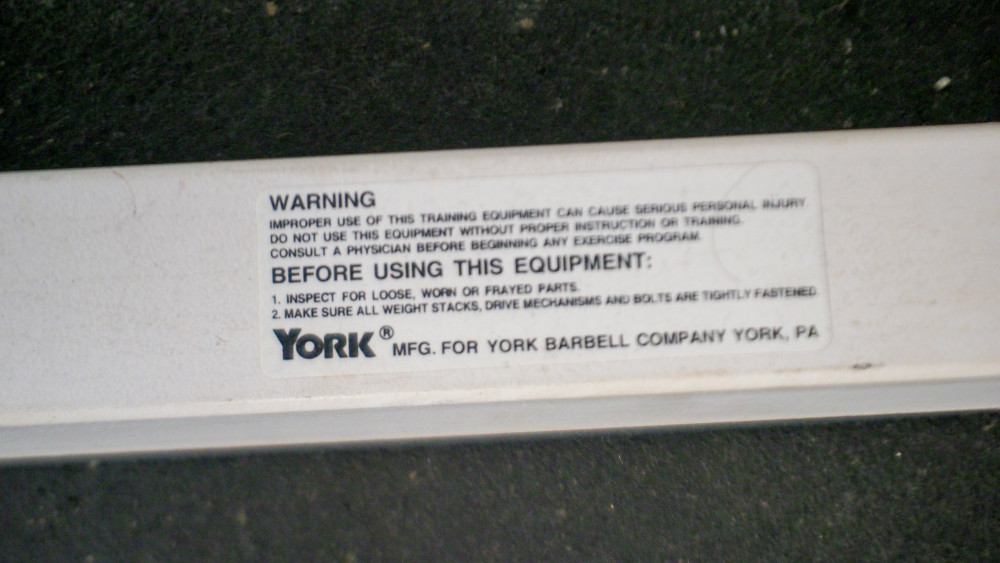 WARNING
IMPROPER USE OF THIS TRAINING EQUIPMENT CAN CAUSE SERIOUS PERSONAL INJURY.
DO NOT USE THIS EQUIPMENT WITHOUT PROPER INSTRUCTION OR TRAINING.
CONSULT A PHYSICIAN BEFORE BEGINNING ANY EXERCISE PROGRAM.
BEFORE USING THIS EQUIPMENT:
1. INSPECT FOR LOOSE, WORN OR FRAYED PARTS.
2. MAKE SURE ALL WEIGHT STACKS, DRIVE MECHANISMS AND BOLTS ARE TIGHTLY FASTENED.
YORK® MFG. FOR YORK BARBELL COMPANY YORK, PA